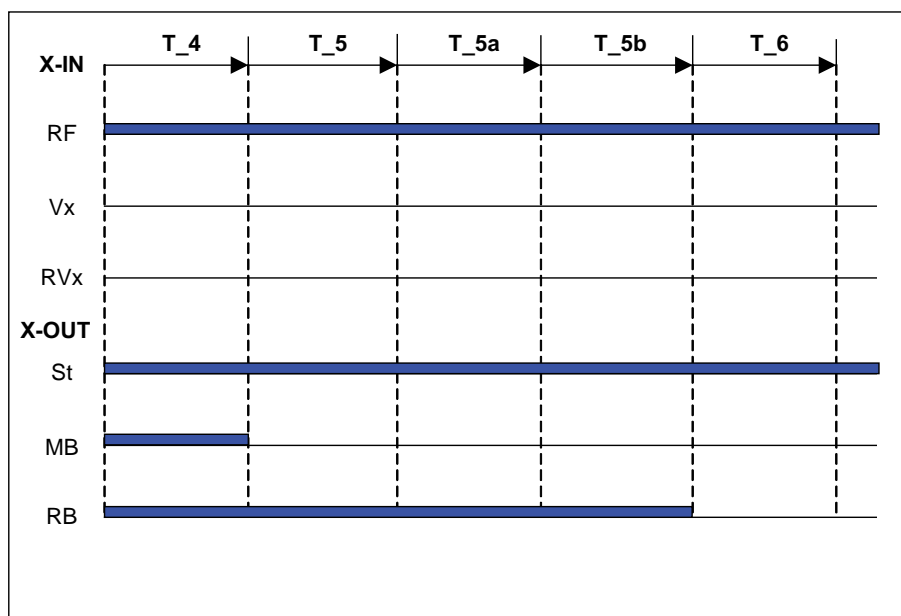 T_4 T_5 T_5a T_5b T_6
X-IN
RF
Vx
RVx
X-OUT
St
MB
RB